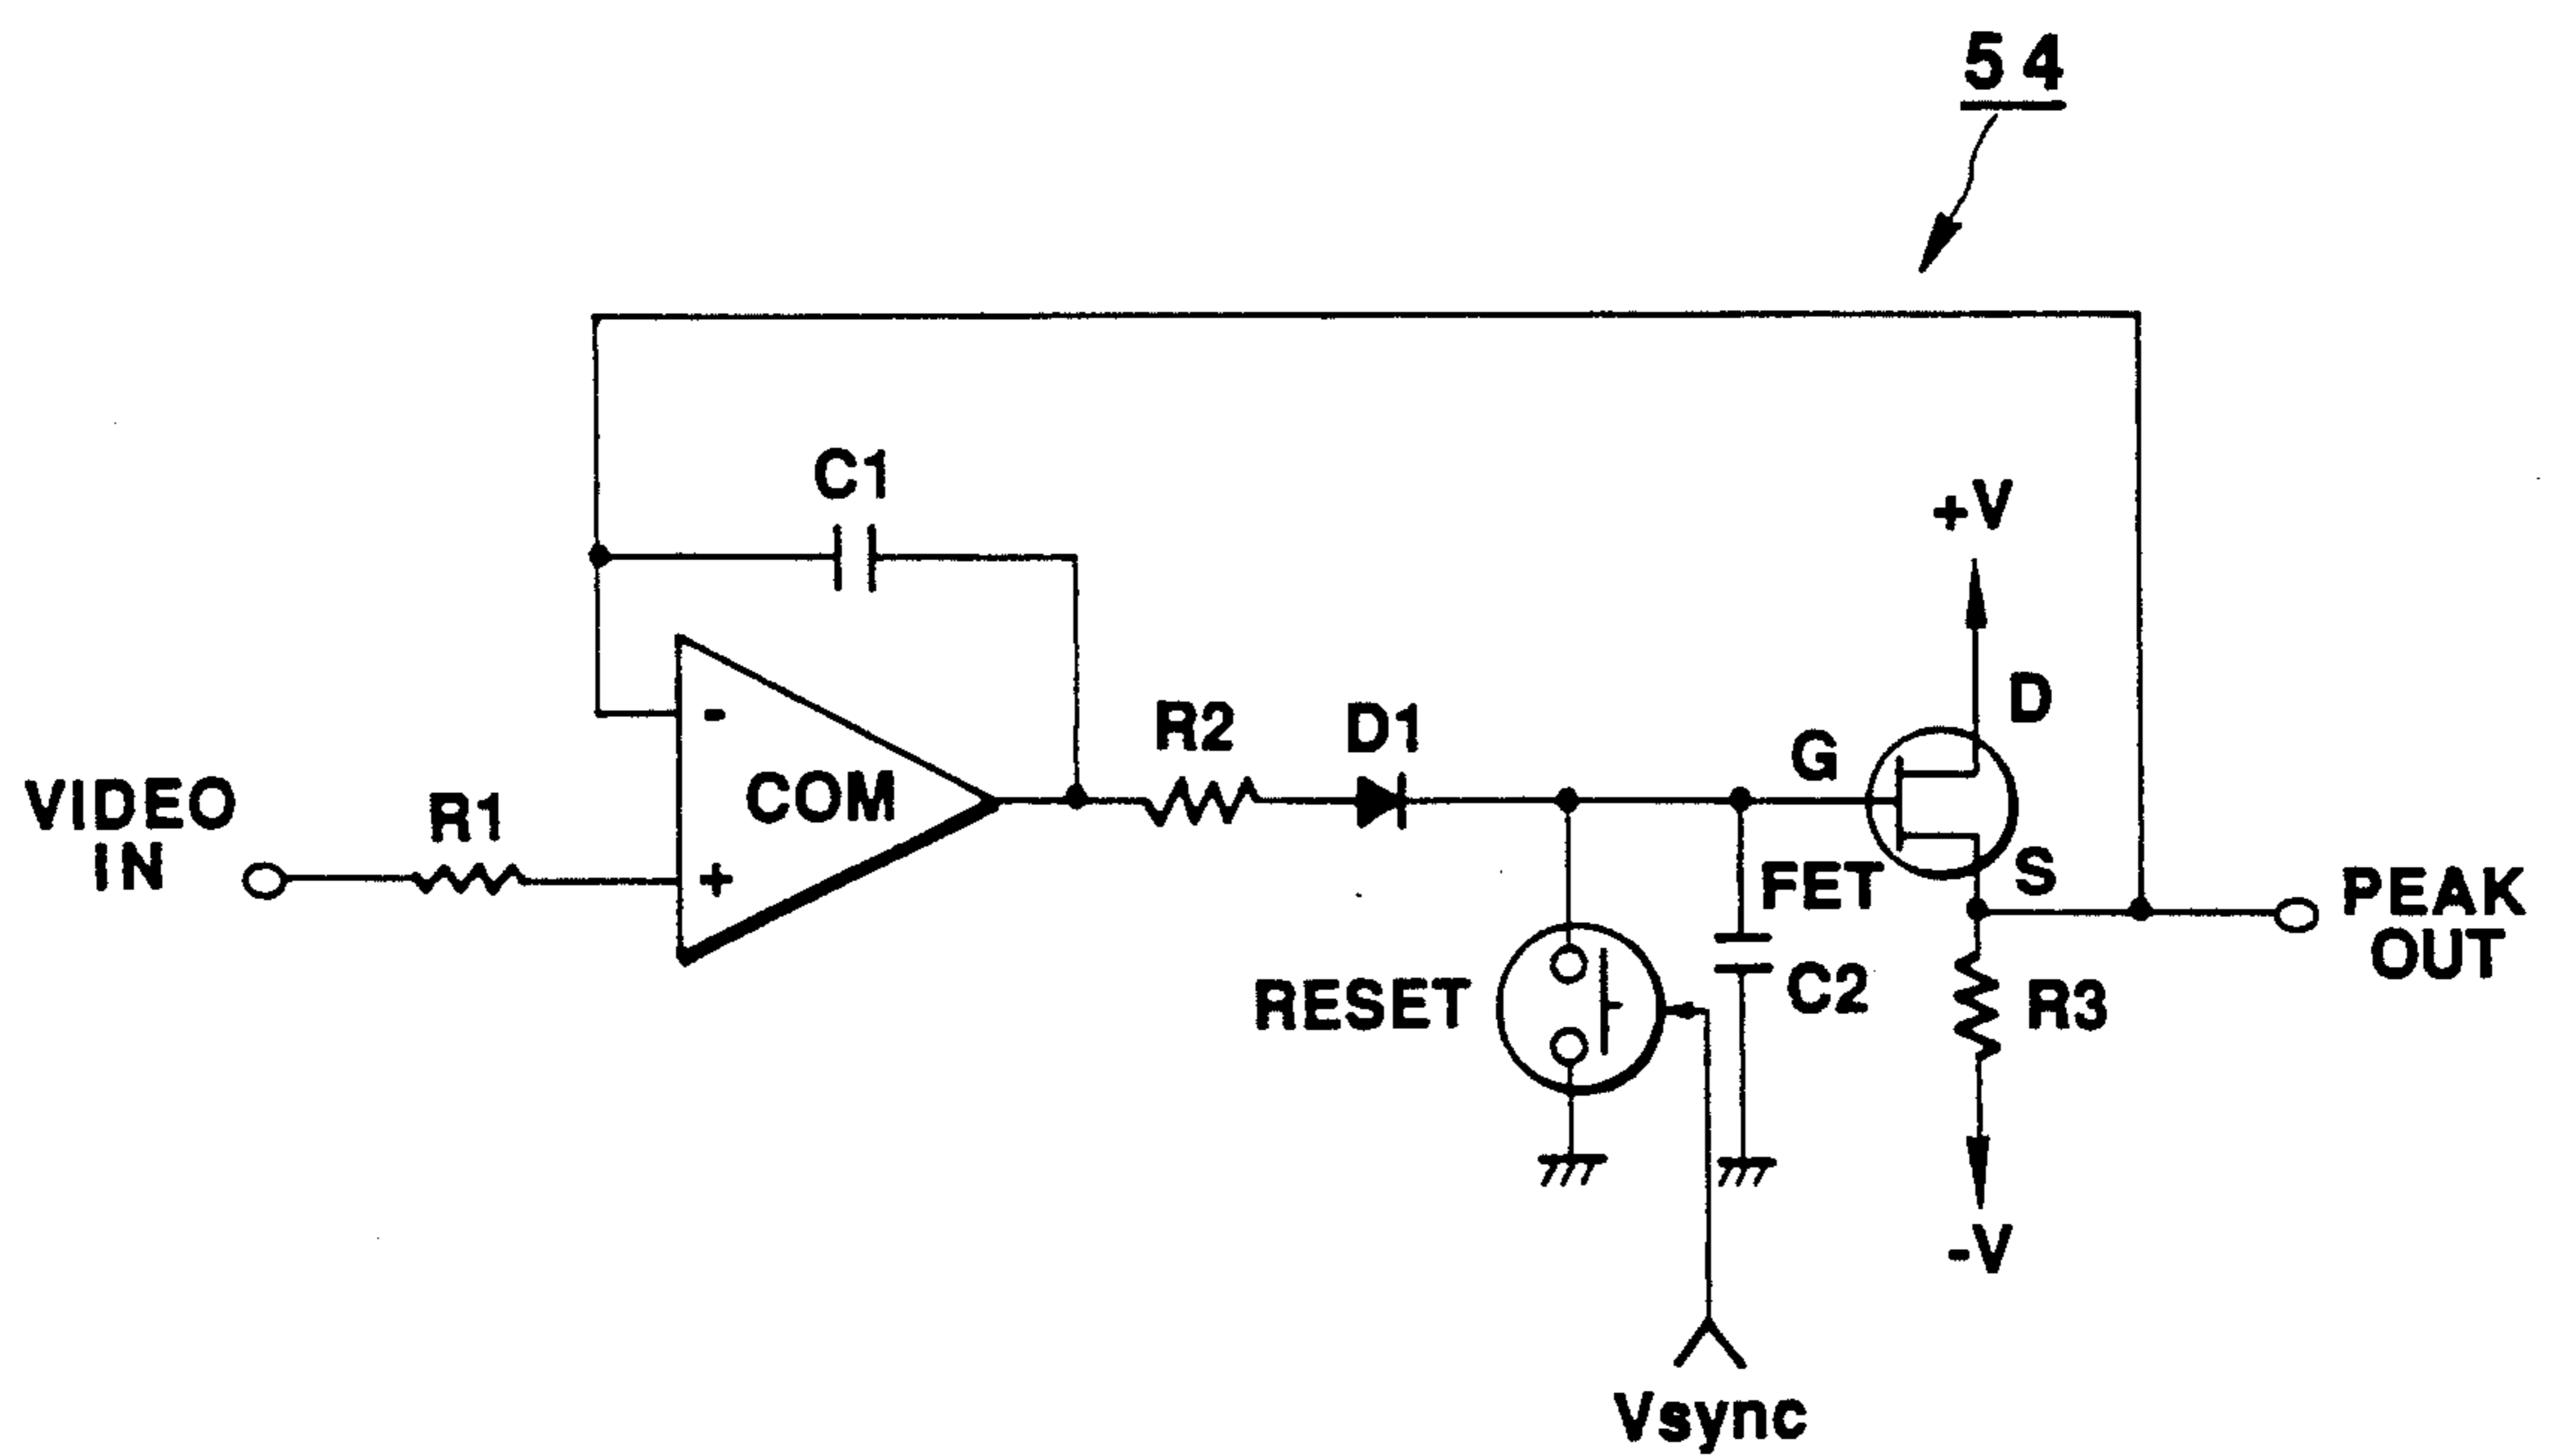 54
C1
+V
D
R2
D1
G
VIDEO
IN
R1
-
COM
+
FET
S
PEAK
OUT
RESET
C2
R3
-V
Vsync